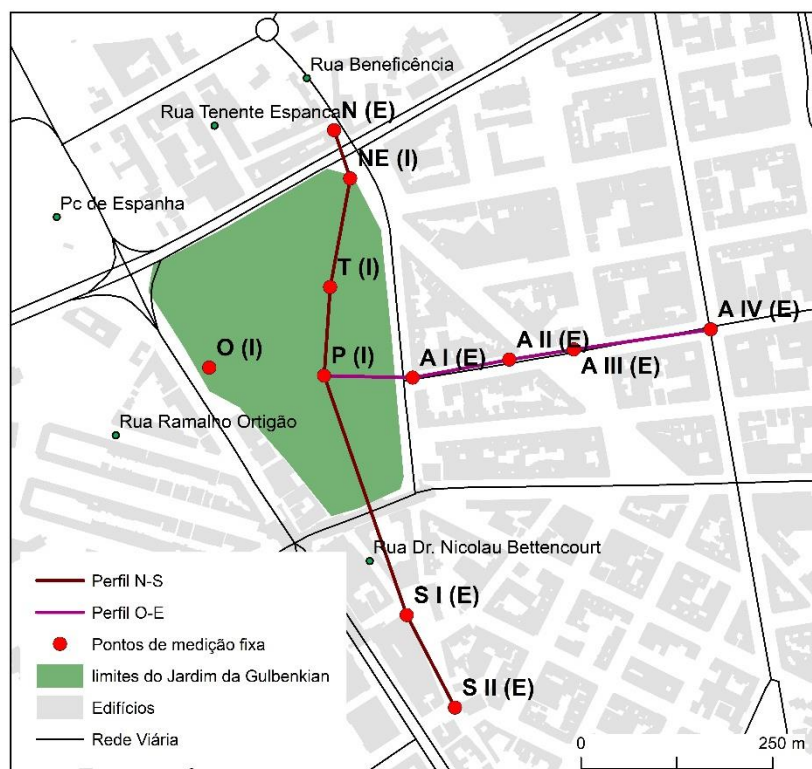 Rua Beneficência
N (E)
Rua Tenente Espanca
NE (I)
Pc de Espanha
T (I)
A IV (E)
A II (E)
O (I)
P (I)
A I (E)
A III (E)
Rua Ramalho Ortigão
Rua Dr. Nicolau Bettencourt
Perfil N-S
S I (E)
Perfil O-E
Pontos de medição fixa
limites do Jardim da Gulbenkian
S II (E)
Edifícios
Rede Viária
0 250 m